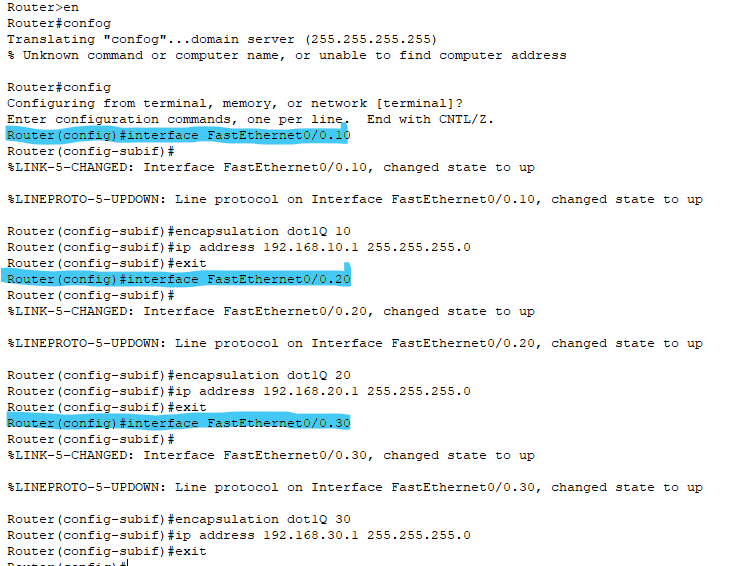 Router>en
Router#confog
Translating "confog"...domain server (255.255.255.255)
% Unknown command or computer name, or unable to find computer address
Router#config
Configuring from terminal, memory, or network [terminal]?
Enter configuration commands, one per line.  End with CNTL/Z.
Router(config)#interface FastEthernet0/0.10
Router(config-subif)#
%LINK-5-CHANGED: Interface FastEthernet0/0.10, changed state to up
%LINEPROTO-5-UPDOWN: Line protocol on Interface FastEthernet0/0.10, changed state to up
Router(config-subif)#encapsulation dot1Q 10
Router(config-subif)#ip address 192.168.10.1 255.255.255.0
Router(config-subif)#exit
Router(config)#interface FastEthernet0/0.20
Router(config-subif)#
%LINK-5-CHANGED: Interface FastEthernet0/0.20, changed state to up
%LINEPROTO-5-UPDOWN: Line protocol on Interface FastEthernet0/0.20, changed state to up
Router(config-subif)#encapsulation dot1Q 20
Router(config-subif)#ip address 192.168.20.1 255.255.255.0
Router(config-subif)#exit
Router(config)#interface FastEthernet0/0.30
Router(config-subif)#
%LINK-5-CHANGED: Interface FastEthernet0/0.30, changed state to up
%LINEPROTO-5-UPDOWN: Line protocol on Interface FastEthernet0/0.30, changed state to up
Router(config-subif)#encapsulation dot1Q 30
Router(config-subif)#ip address 192.168.30.1 255.255.255.0
Router(config-subif)#exit
Router(config)#